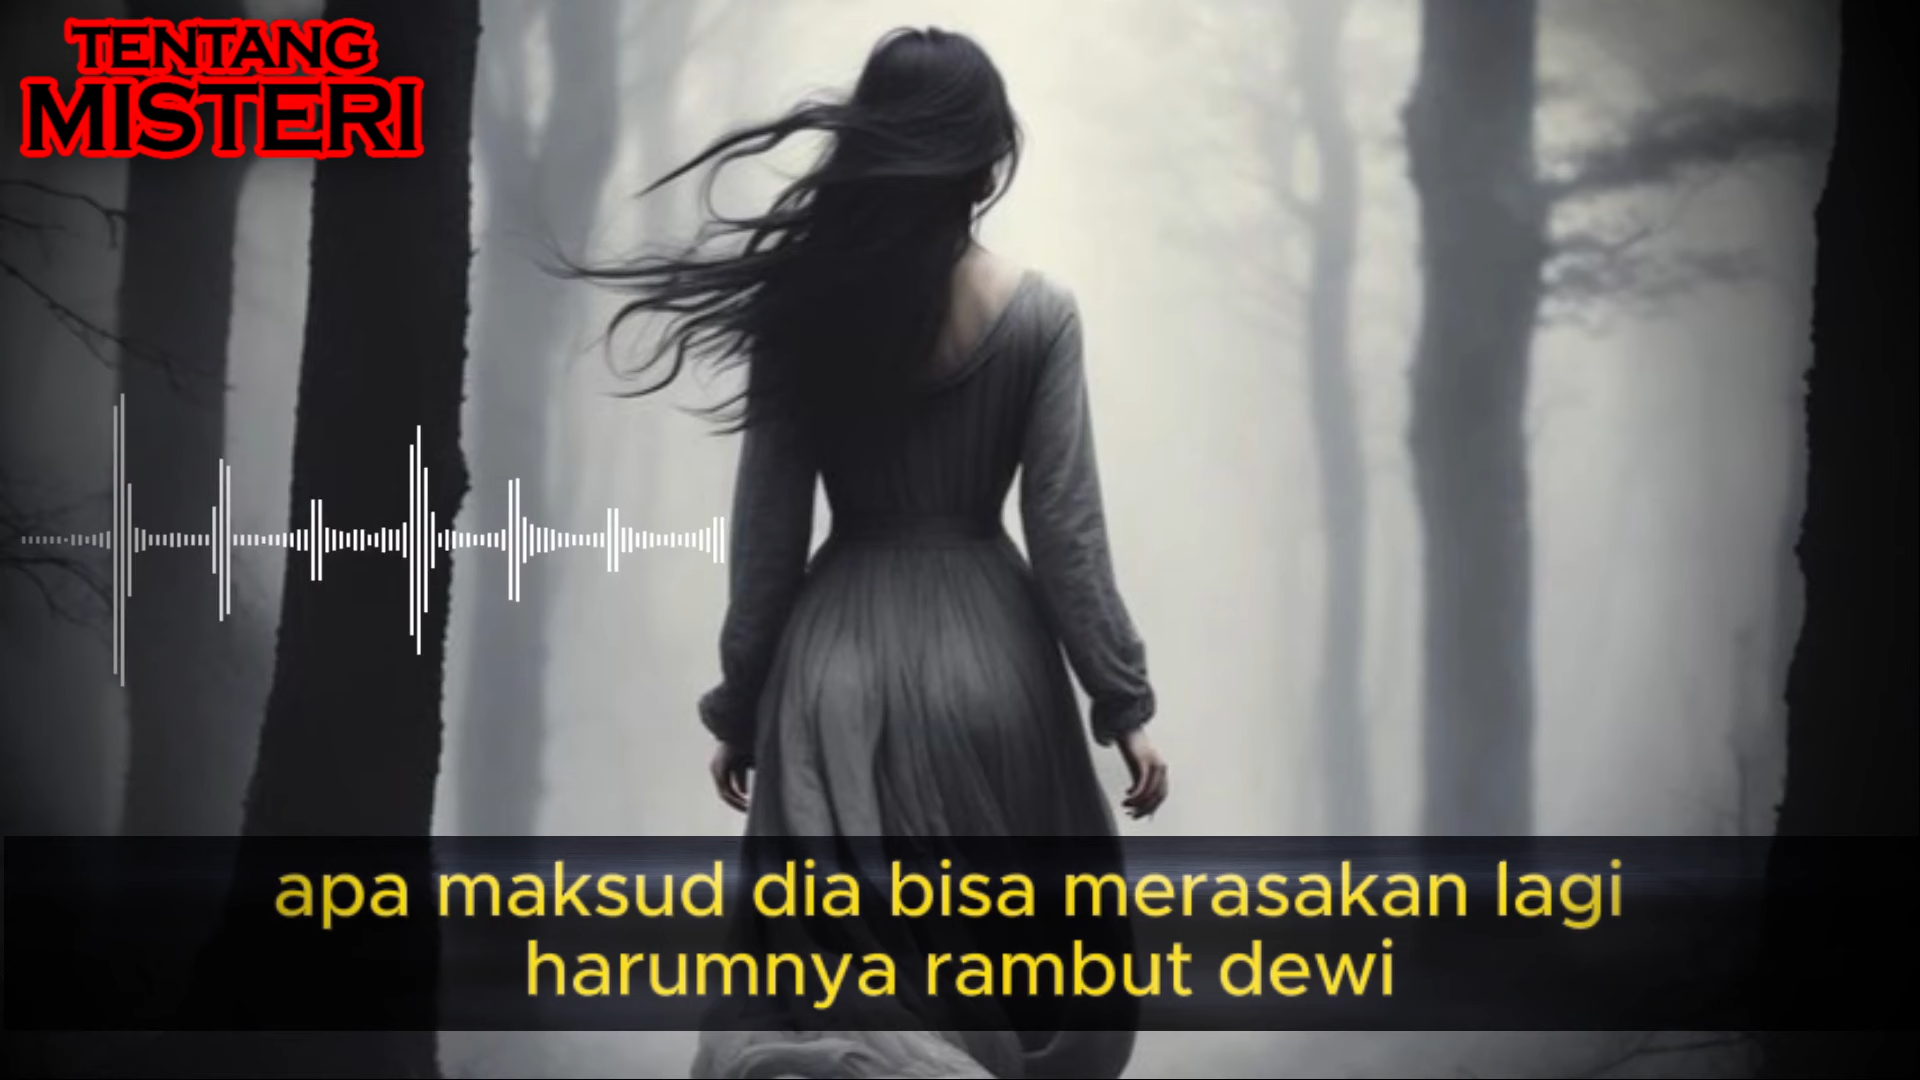 TENTANG
MISTERI
apa maksud dia bisa merasakan lagi
harumnya rambut dewi